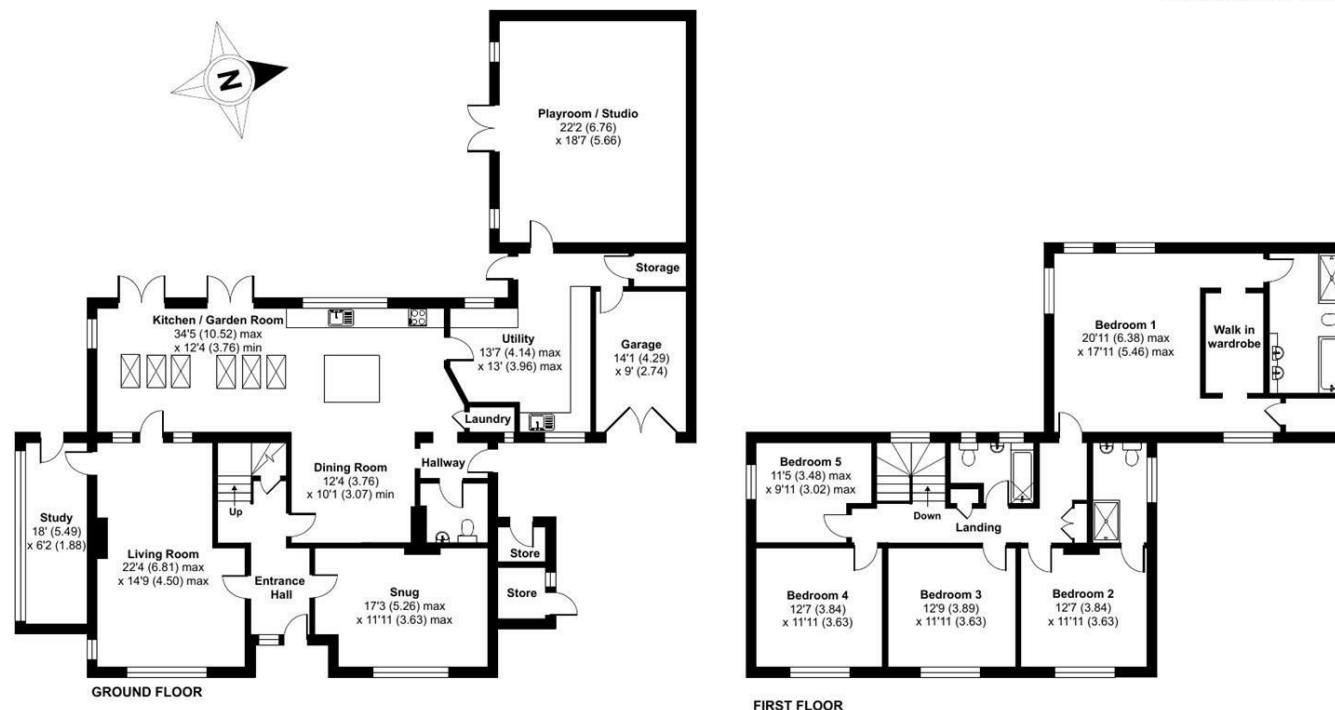 N
Playroom / Studio
22'2 (6.76)
x 18'7 (5.66)
Storage
Kitchen / Garden Room
34'5 (10.52) max
x 12'4 (3.76) min
Utility
13'7 (4.14) max
x 13' (3.96) max
Garage
14'1 (4.29)
x 9' (2.74)
Laundry
Hallway
Dining Room
12'4 (3.76)
x 10'1 (3.07) min
Up
Study
18' (5.49)
x 6'2 (1.88)
Living Room
22'4 (6.81) max
x 14'9 (4.50) max
Entrance
Hall
Snug
17'3 (5.26) max
x 11'11 (3.63) max
Store
Store
GROUND FLOOR
Bedroom 1
20'11 (6.38) max
x 17'11 (5.46) max
Walk in
wardrobe
Bedroom 5
11'5 (3.48) max
x 9'11 (3.02) max
Down
Landing
Bedroom 4
12'7 (3.84)
x 11'11 (3.63)
Bedroom 3
12'9 (3.89)
x 11'11 (3.63)
Bedroom 2
12'7 (3.84)
x 11'11 (3.63)
FIRST FLOOR